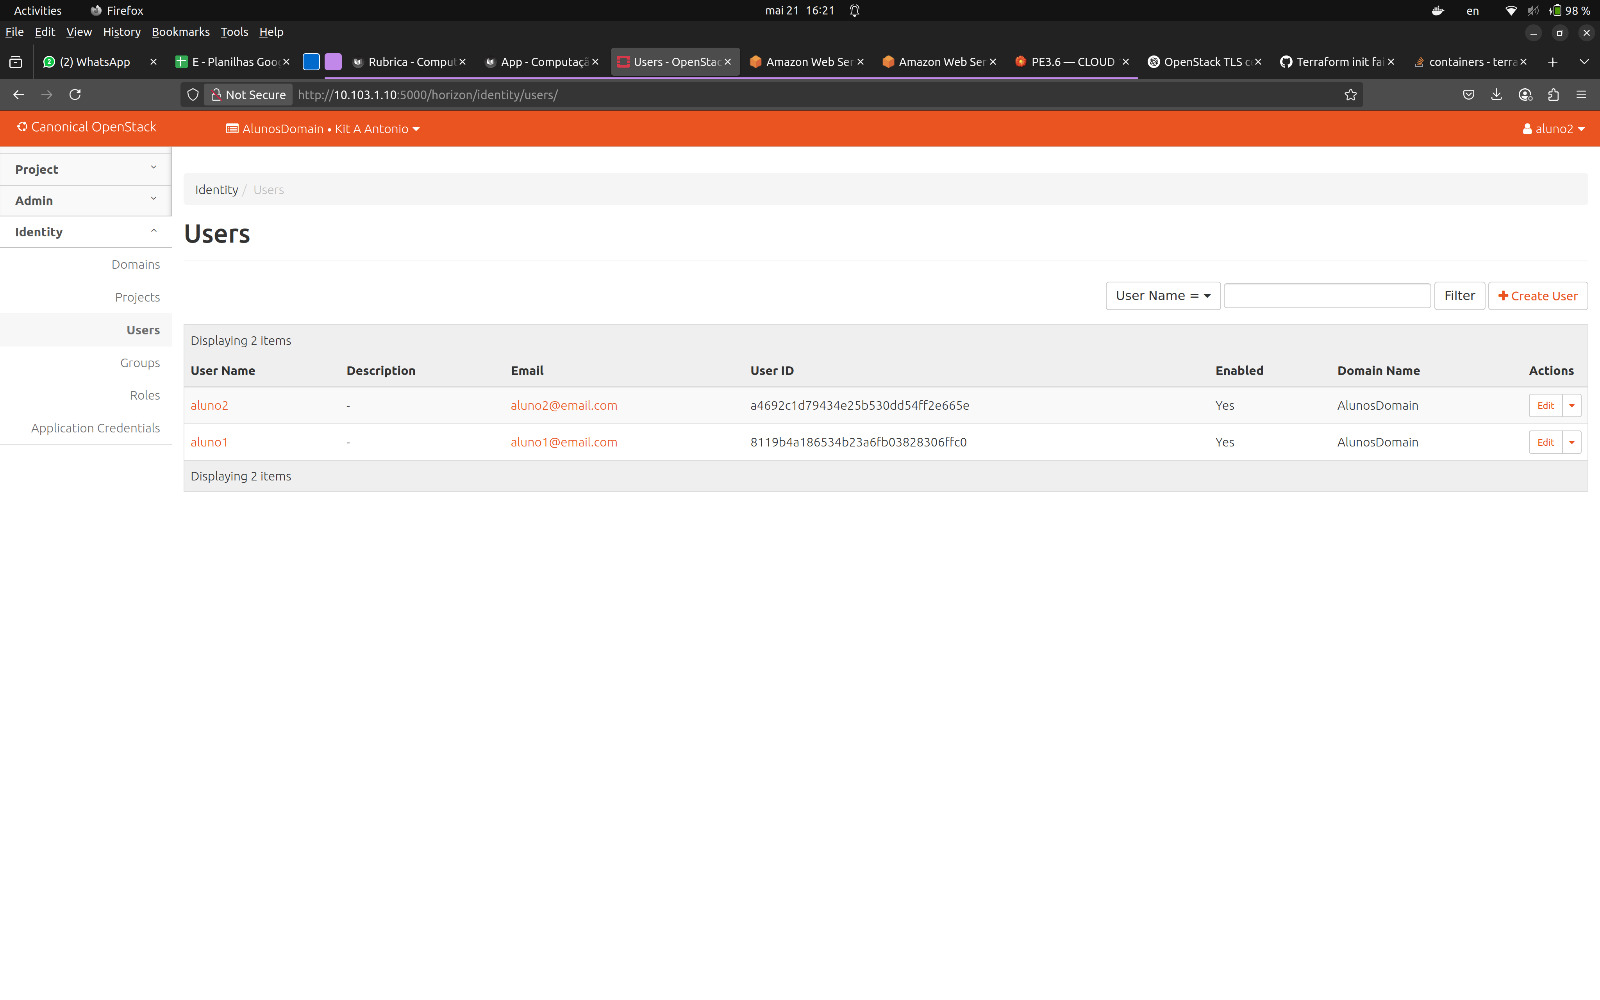 Activities Firefox mai 21 16:21 en 98 %
File Edit View History Bookmarks Tools Help
(2) WhatsApp E - Planilhas Goo Rubrica - Comput App - Computaçã Users - OpenStac Amazon Web Ser Amazon Web Ser PE3.6 — CLOUD OpenStack TLS c Terraform init fai containers - terra
Not Secure http://10.103.1.10:5000/horizon/identity/users/
Canonical OpenStack AlunosDomain • Kit A Antonio aluno2
Project
Admin
Identity
Domains
Projects
Users
Groups
Roles
Application Credentials
Identity / Users
Users
User Name = Filter Create User
Displaying 2 items
User Name Description Email User ID Enabled Domain Name Actions
aluno2 - aluno2@email.com a4692c1d79434e25b530dd54ff2e665e Yes AlunosDomain Edit
aluno1 - aluno1@email.com 8119b4a186534b23a6fb03828306ffc0 Yes AlunosDomain Edit
Displaying 2 items